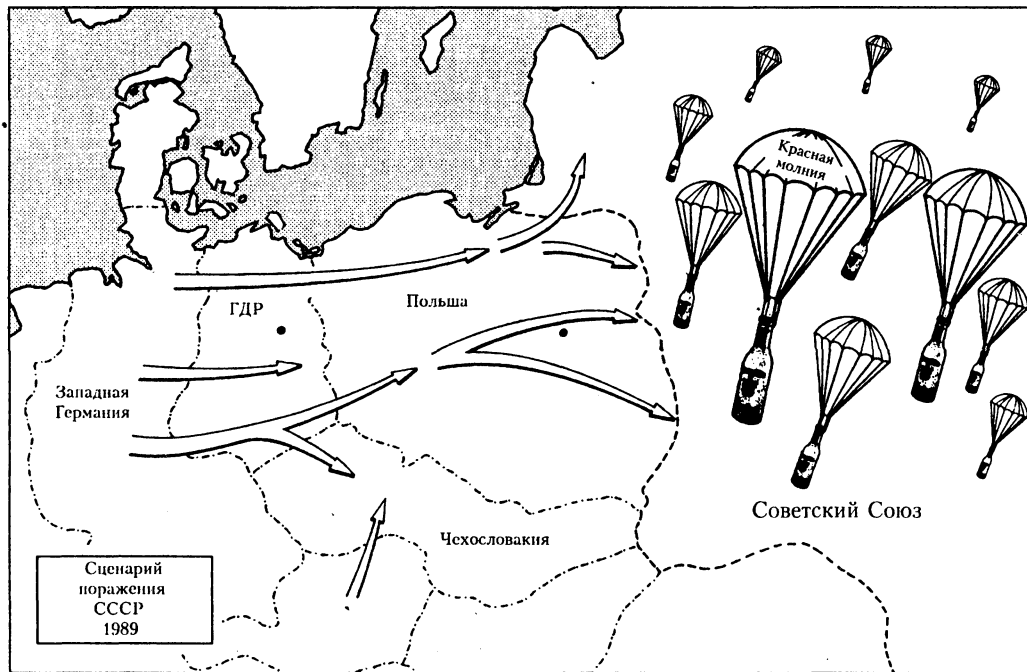 Красная
молния
ГДР
Польша
Западная
Германия
Советский Союз
Чехословакия
Сценарий
поражения
СССР
1989